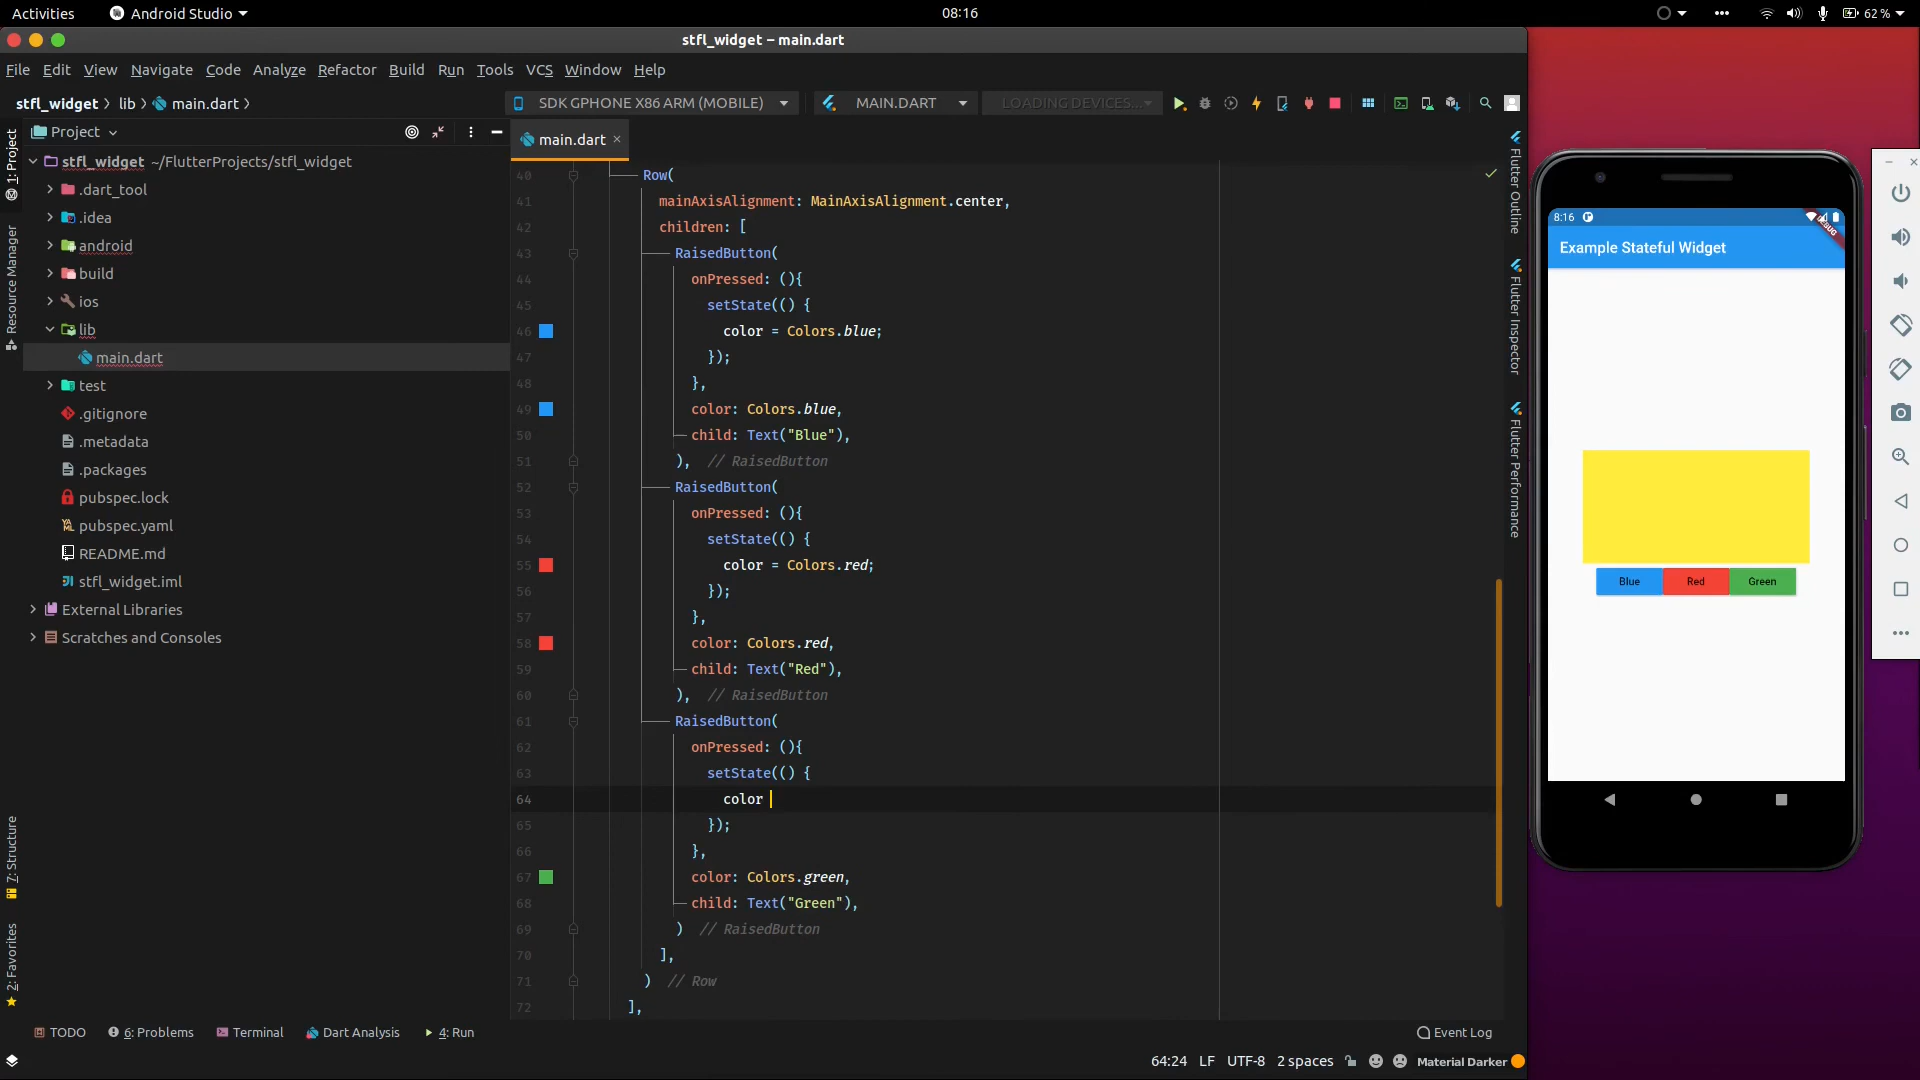 Activities
Android Studio
08:16
62 %
stfl_widget – main.dart
File Edit View Navigate Code Analyze Refactor Build Run Tools VCS Window Help
stfl_widget lib main.dart
SDK GPHONE X86 ARM (MOBILE)
MAIN.DART
LOADING DEVICES...
1: Project
Resource Manager
7: Structure
2: Favorites
Project
stfl_widget ~/FlutterProjects/stfl_widget
.dart_tool
.idea
android
build
ios
lib
main.dart
test
.gitignore
.metadata
.packages
pubspec.lock
pubspec.yaml
README.md
stfl_widget.iml
External Libraries
Scratches and Consoles
main.dart
40 Row(
41 mainAxisAlignment: MainAxisAlignment.center,
42 children: [
43 RaisedButton(
44 onPressed: (){
45 setState(() {
46 color = Colors.blue;
47 });
48 },
49 color: Colors.blue,
50 child: Text("Blue"),
51 ), // RaisedButton
52 RaisedButton(
53 onPressed: (){
54 setState(() {
55 color = Colors.red;
56 });
57 },
58 color: Colors.red,
59 child: Text("Red"),
60 ), // RaisedButton
61 RaisedButton(
62 onPressed: (){
63 setState(() {
64 color
65 });
66 },
67 color: Colors.green,
68 child: Text("Green"),
69 ) // RaisedButton
70 ],
71 ) // Row
72 ],
Flutter Outline
Flutter Inspector
Flutter Performance
8:16
DEBUG
Example Stateful Widget
Blue Red Green
TODO
6: Problems
Terminal
Dart Analysis
4: Run
Event Log
64:24 LF UTF-8 2 spaces
Material Darker